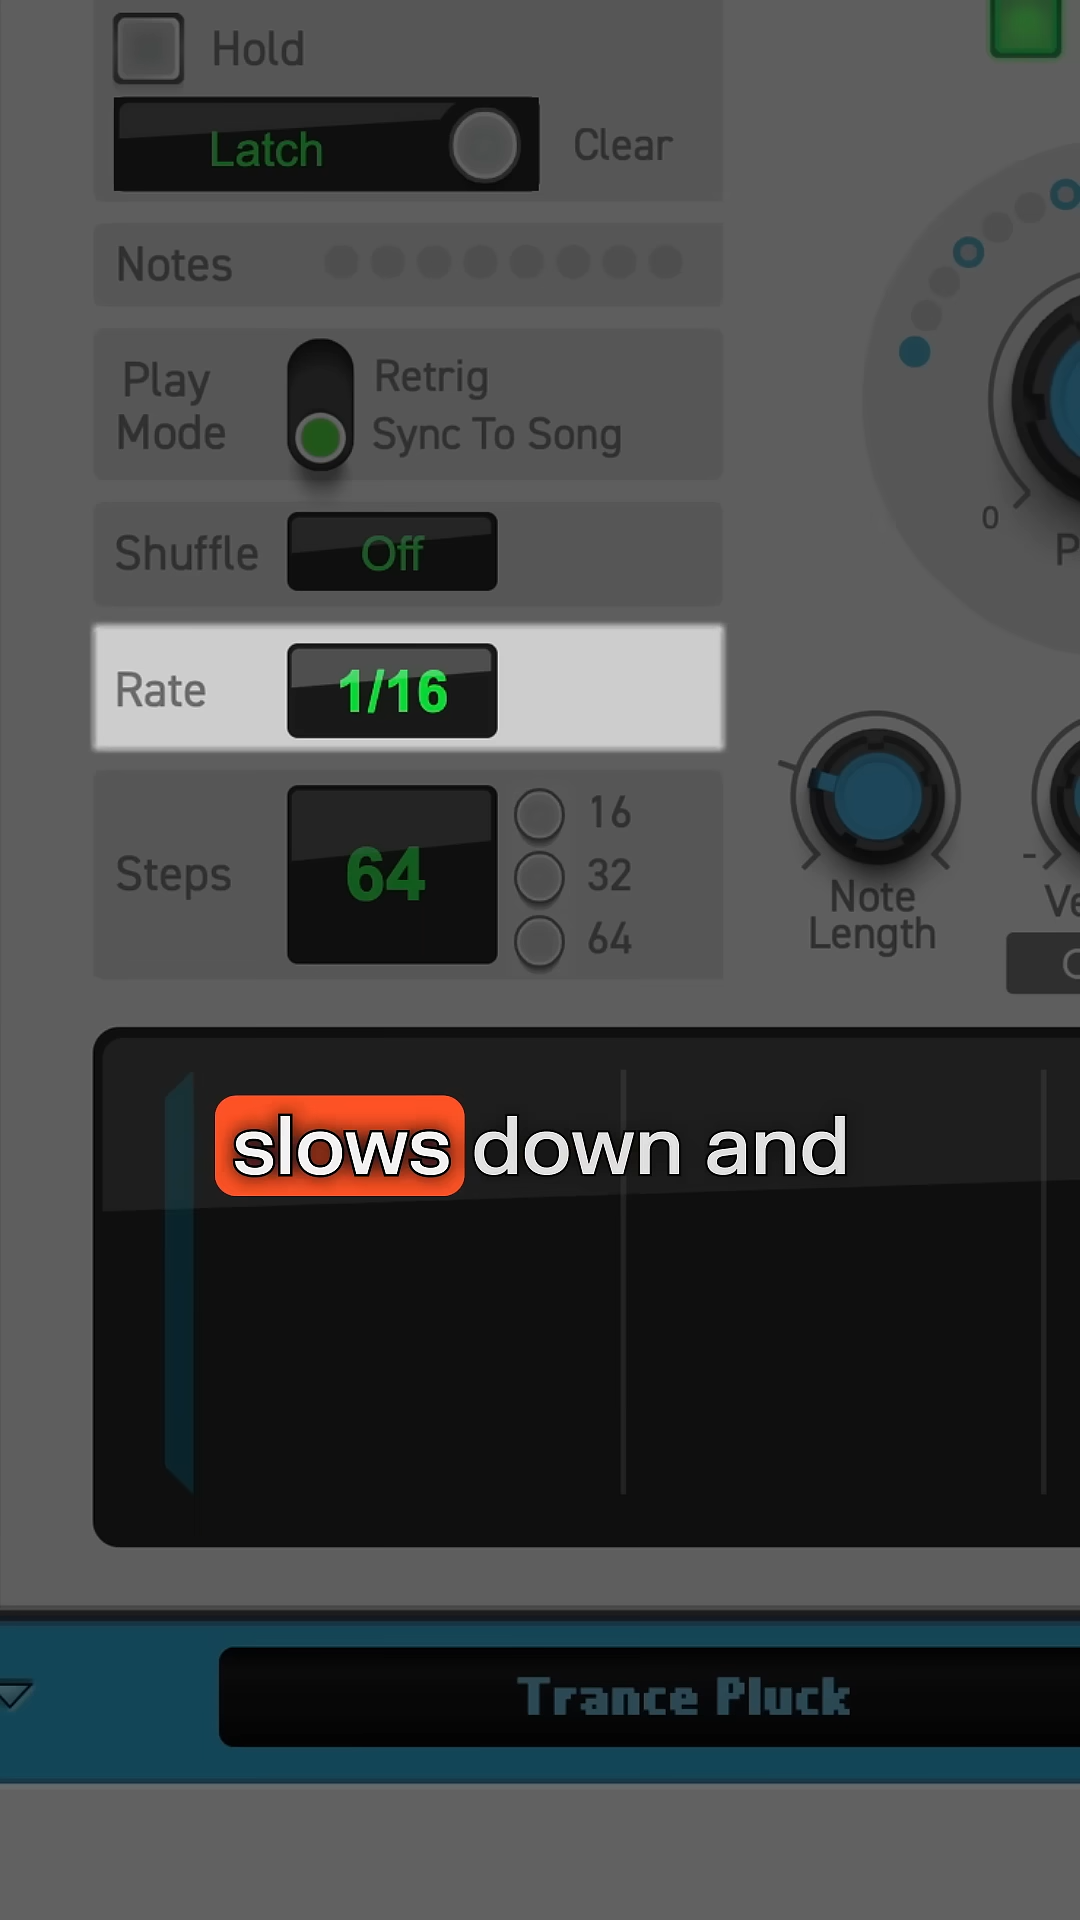 Hold
Latch
Clear
Notes
Play
Mode
Retrig
Sync To Song
Shuffle
Off
0
Rate
1/16
Steps
64
16
32
64
Note
Length
-
slows down and
Trance Pluck